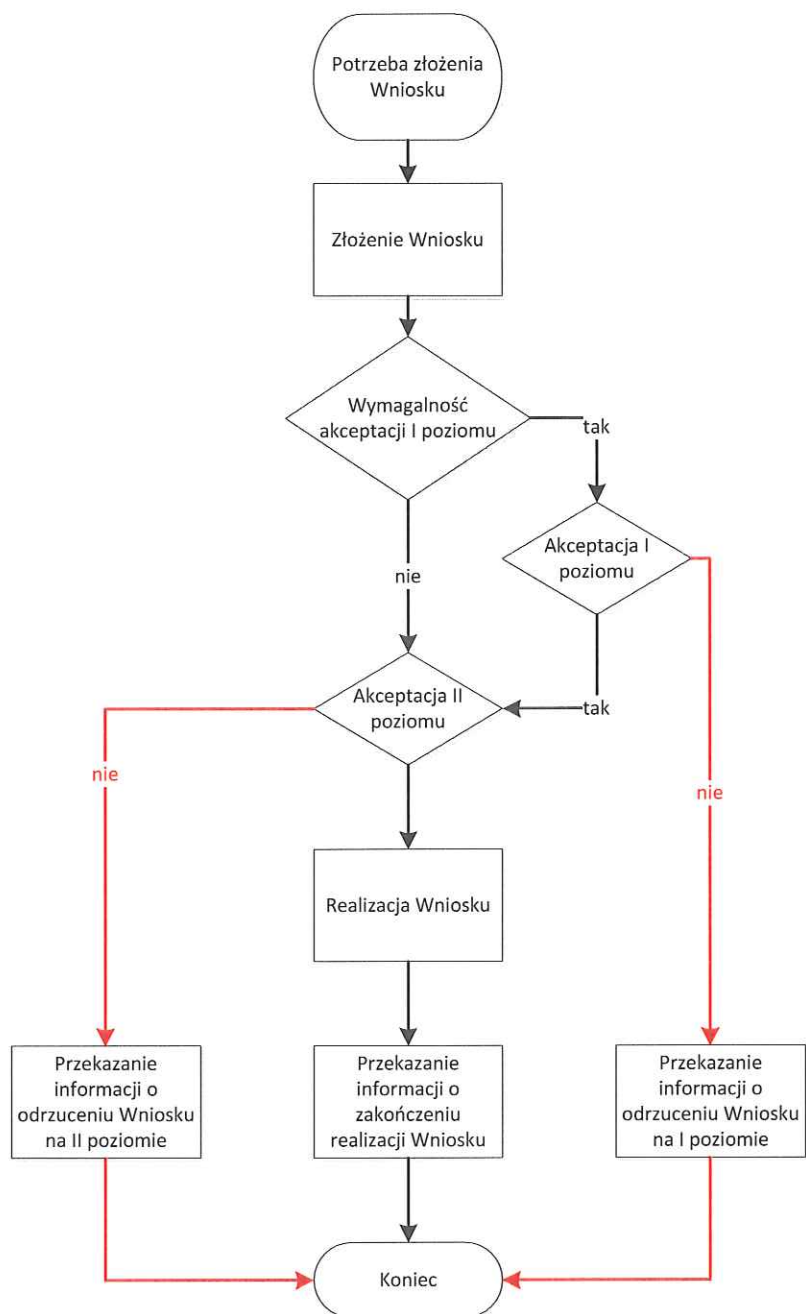 Potrzeba złożenia
Wniosku
Złożenie Wniosku
Wymagalność
akceptacji I poziomu
tak
Akceptacja I
poziomu
nie
Akceptacja II
poziomu
tak
nie
nie
Realizacja Wniosku
Przekazanie
informacji o
odrzuceniu Wniosku
na II poziomie
Przekazanie
informacji o
zakończeniu
realizacji Wniosku
Przekazanie
informacji o
odrzuceniu Wniosku
na I poziomie
Koniec